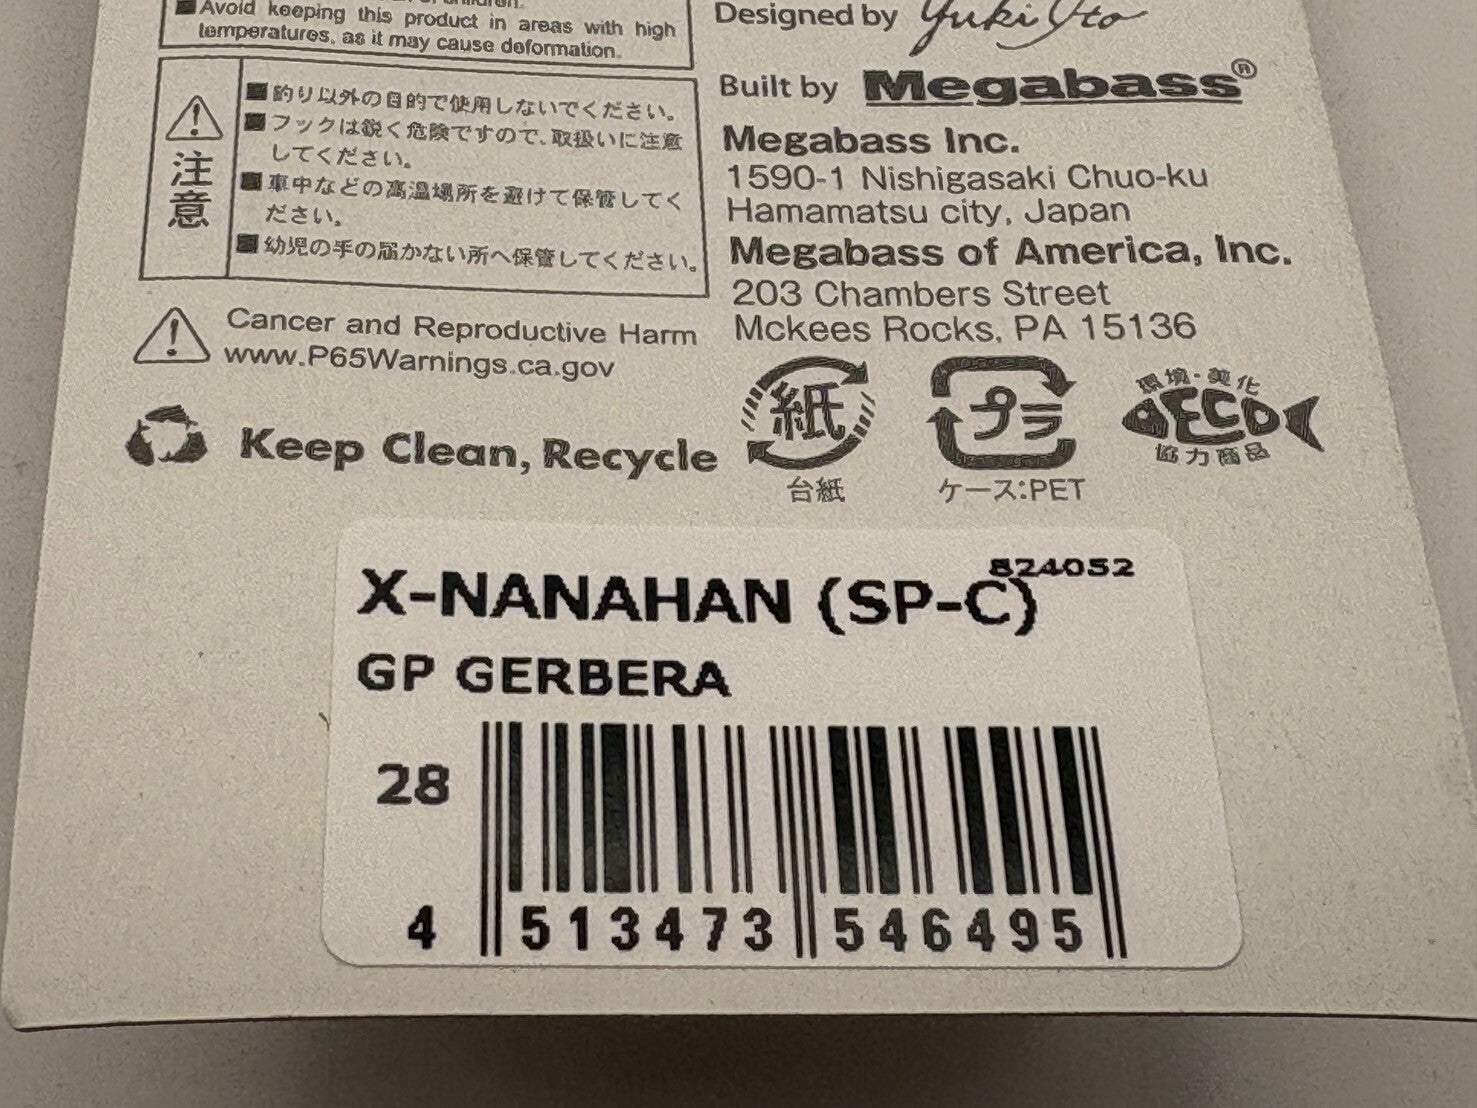 Avoid keeping this product in areas with high
temperatures, as it may cause deformation.
注意
■釣り以外の目的で使用しないでください。
■フックは鋭く危険ですので、取扱いに注意
してください。
■車中などの高温場所を避けて保管してく
ださい。
■幼児の手の届かない所へ保管してください。
Cancer and Reproductive Harm
www.P65Warnings.ca.gov
Keep Clean, Recycle
Designed by Yuki Ito
Built by Megabass®
Megabass Inc.
1590-1 Nishigasaki Chuo-ku
Hamamatsu city, Japan
Megabass of America, Inc.
203 Chambers Street
Mckees Rocks, PA 15136
紙
台紙
プラ
ケース:PET
環境・美化
ECO
協力商品
824052
X-NANAHAN (SP-C)
GP GERBERA
28
4 513473 546495